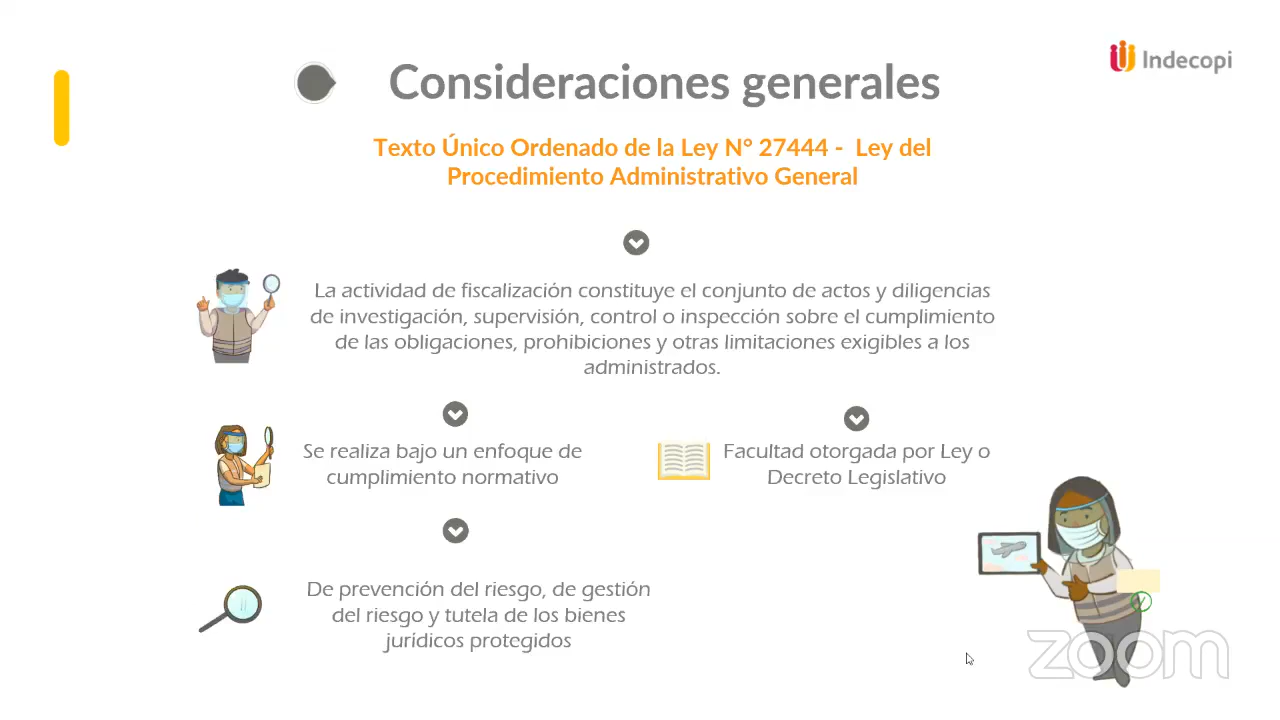 Indecopi
Consideraciones generales
Texto Único Ordenado de la Ley N° 27444 - Ley del
Procedimiento Administrativo General
La actividad de fiscalización constituye el conjunto de actos y diligencias
de investigación, supervisión, control o inspección sobre el cumplimiento
de las obligaciones, prohibiciones y otras limitaciones exigibles a los
administrados.
Se realiza bajo un enfoque de
cumplimiento normativo
Facultad otorgada por Ley o
Decreto Legislativo
De prevención del riesgo, de gestión
del riesgo y tutela de los bienes
jurídicos protegidos
zoom